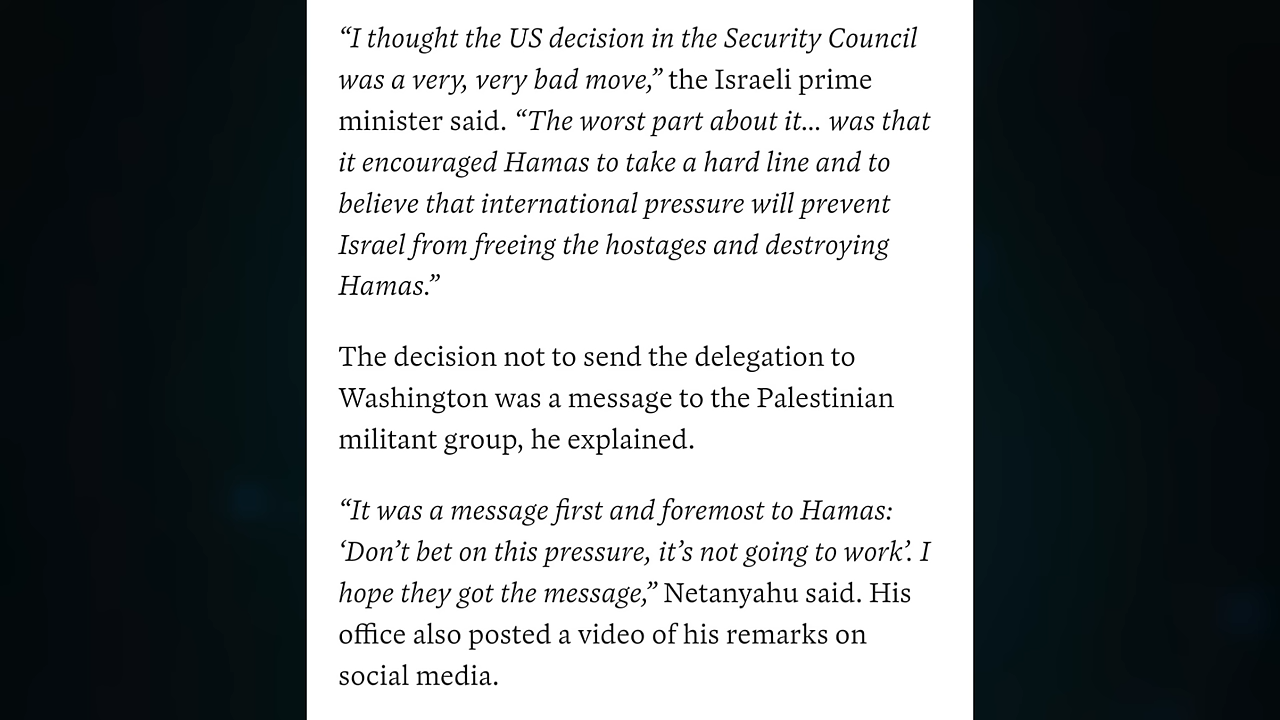 “I thought the US decision in the Security Council
was a very, very bad move,” the Israeli prime
minister said. “The worst part about it... was that
it encouraged Hamas to take a hard line and to
believe that international pressure will prevent
Israel from freeing the hostages and destroying
Hamas.”
The decision not to send the delegation to
Washington was a message to the Palestinian
militant group, he explained.
“It was a message first and foremost to Hamas:
‘Don’t bet on this pressure, it’s not going to work’. I
hope they got the message,” Netanyahu said. His
office also posted a video of his remarks on
social media.